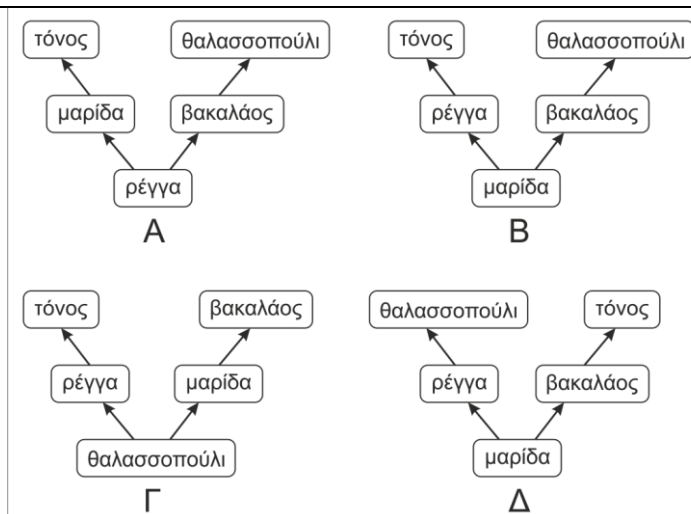 τόνος θαλασσοπούλι
μαρίδα βακαλάος
ρέγγα
Α
τόνος θαλασσοπούλι
ρέγγα βακαλάος
μαρίδα
Β
τόνος βακαλάος
ρέγγα μαρίδα
θαλασσοπούλι
Γ
θαλασσοπούλι τόνος
ρέγγα βακαλάος
μαρίδα
Δ